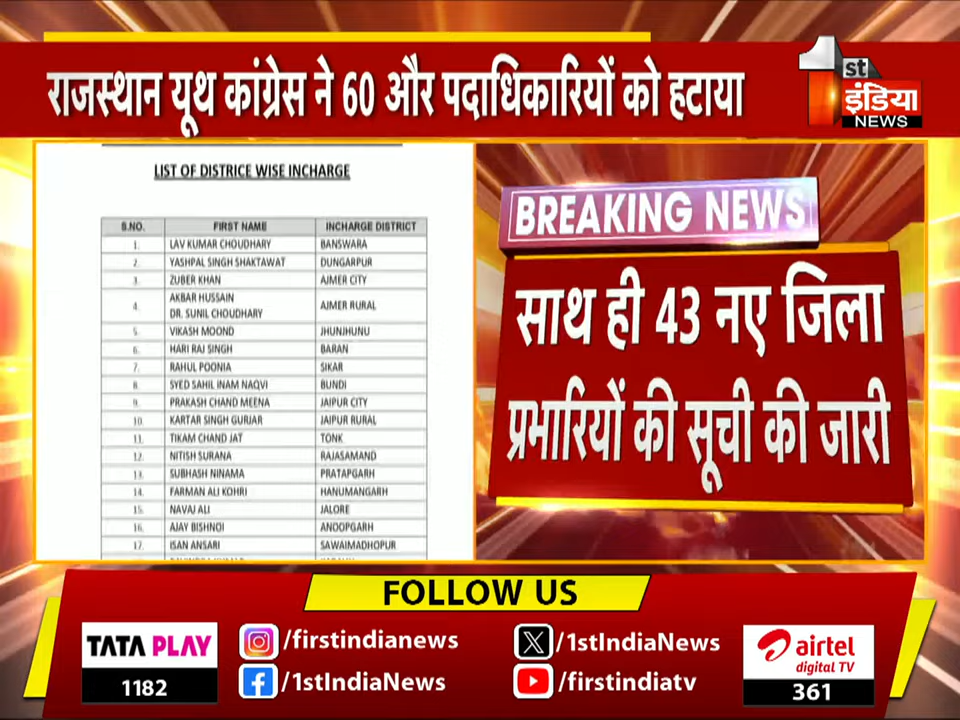 राजस्थान यूथ कांग्रेस ने 60 और पदाधिकारियों को हटाया
1st
इंडिया
NEWS
LIST OF DISTRICE WISE INCHARGE
S.NO. FIRST NAME INCHARGE DISTRICT
1. LAV KUMAR CHOUDHARY BANSWARA
2. YASHPAL SINGH SHAKTAWAT DUNGARPUR
3. ZUBER KHAN AJMER CITY
4. AKBAR HUSSAIN
DR. SUNIL CHOUDHARY AJMER RURAL
5. VIKASH MOOND JHUNJHUNU
6. HARI RAJ SINGH BARAN
7. RAHUL POONIA SIKAR
8. SYED SAHIL INAM NAQVI BUNDI
9. PRAKASH CHAND MEENA JAIPUR CITY
10. KARTAR SINGH GURJAR JAIPUR RURAL
11. TIKAM CHAND JAT TONK
12. NITISH SURANA RAJASAMAND
13. SUBHASH NINAMA PRATAPGARH
14. FARMAN ALI KOHRI HANUMANGARH
15. NAVAJ ALI JALORE
16. AJAY BISHNOI ANOOPGARH
17. ISAN ANSARI SAWAIMADHOPUR
BREAKING NEWS
साथ ही 43 नए जिला
प्रभारियों की सूची की जारी
FOLLOW US
TATA PLAY
1182
/firstindianews
/1stIndiaNews
/1stIndiaNews
/firstindiatv
airtel
digital TV
361